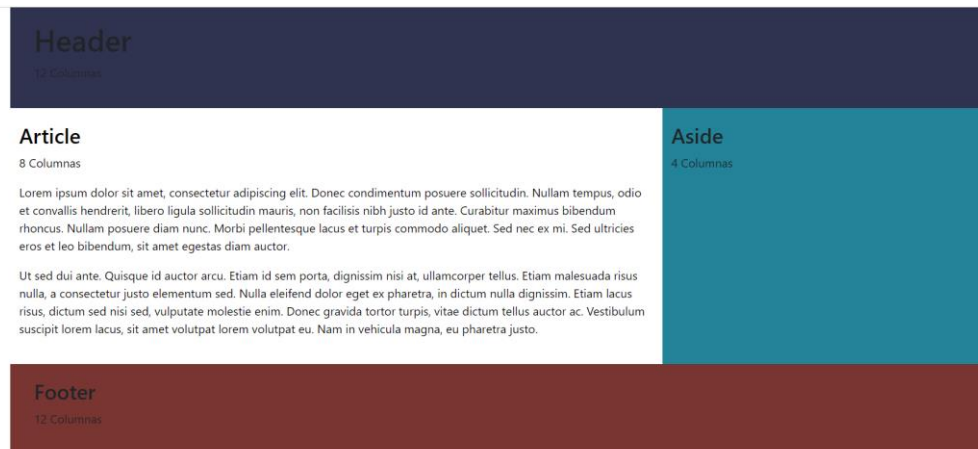 Header
12 Columnas
Article
8 Columnas
Lorem ipsum dolor sit amet, consectetur adipiscing elit. Donec condimentum posuere sollicitudin. Nullam tempus, odio
et convallis hendrerit, libero ligula sollicitudin mauris, non facilisis nibh justo id ante. Curabitur maximus bibendum
rhoncus. Nullam posuere diam nunc. Morbi pellentesque lacus et turpis commodo aliquet. Sed nec ex mi. Sed ultricies
eros et leo bibendum, sit amet egestas diam auctor.
Ut sed dui ante. Quisque id auctor arcu. Etiam id sem porta, dignissim nisi at, ullamcorper tellus. Etiam malesuada risus
nulla, a consectetur justo elementum sed. Nulla eleifend dolor eget ex pharetra, in dictum nulla dignissim. Etiam lacus
risus, dictum sed nisi sed, vulputate molestie enim. Donec gravida tortor turpis, vitae dictum tellus auctor ac. Vestibulum
suscipit lorem lacus, sit amet volutpat lorem volutpat eu. Nam in vehicula magna, eu pharetra justo.
Aside
4 Columnas
Footer
12 Columnas